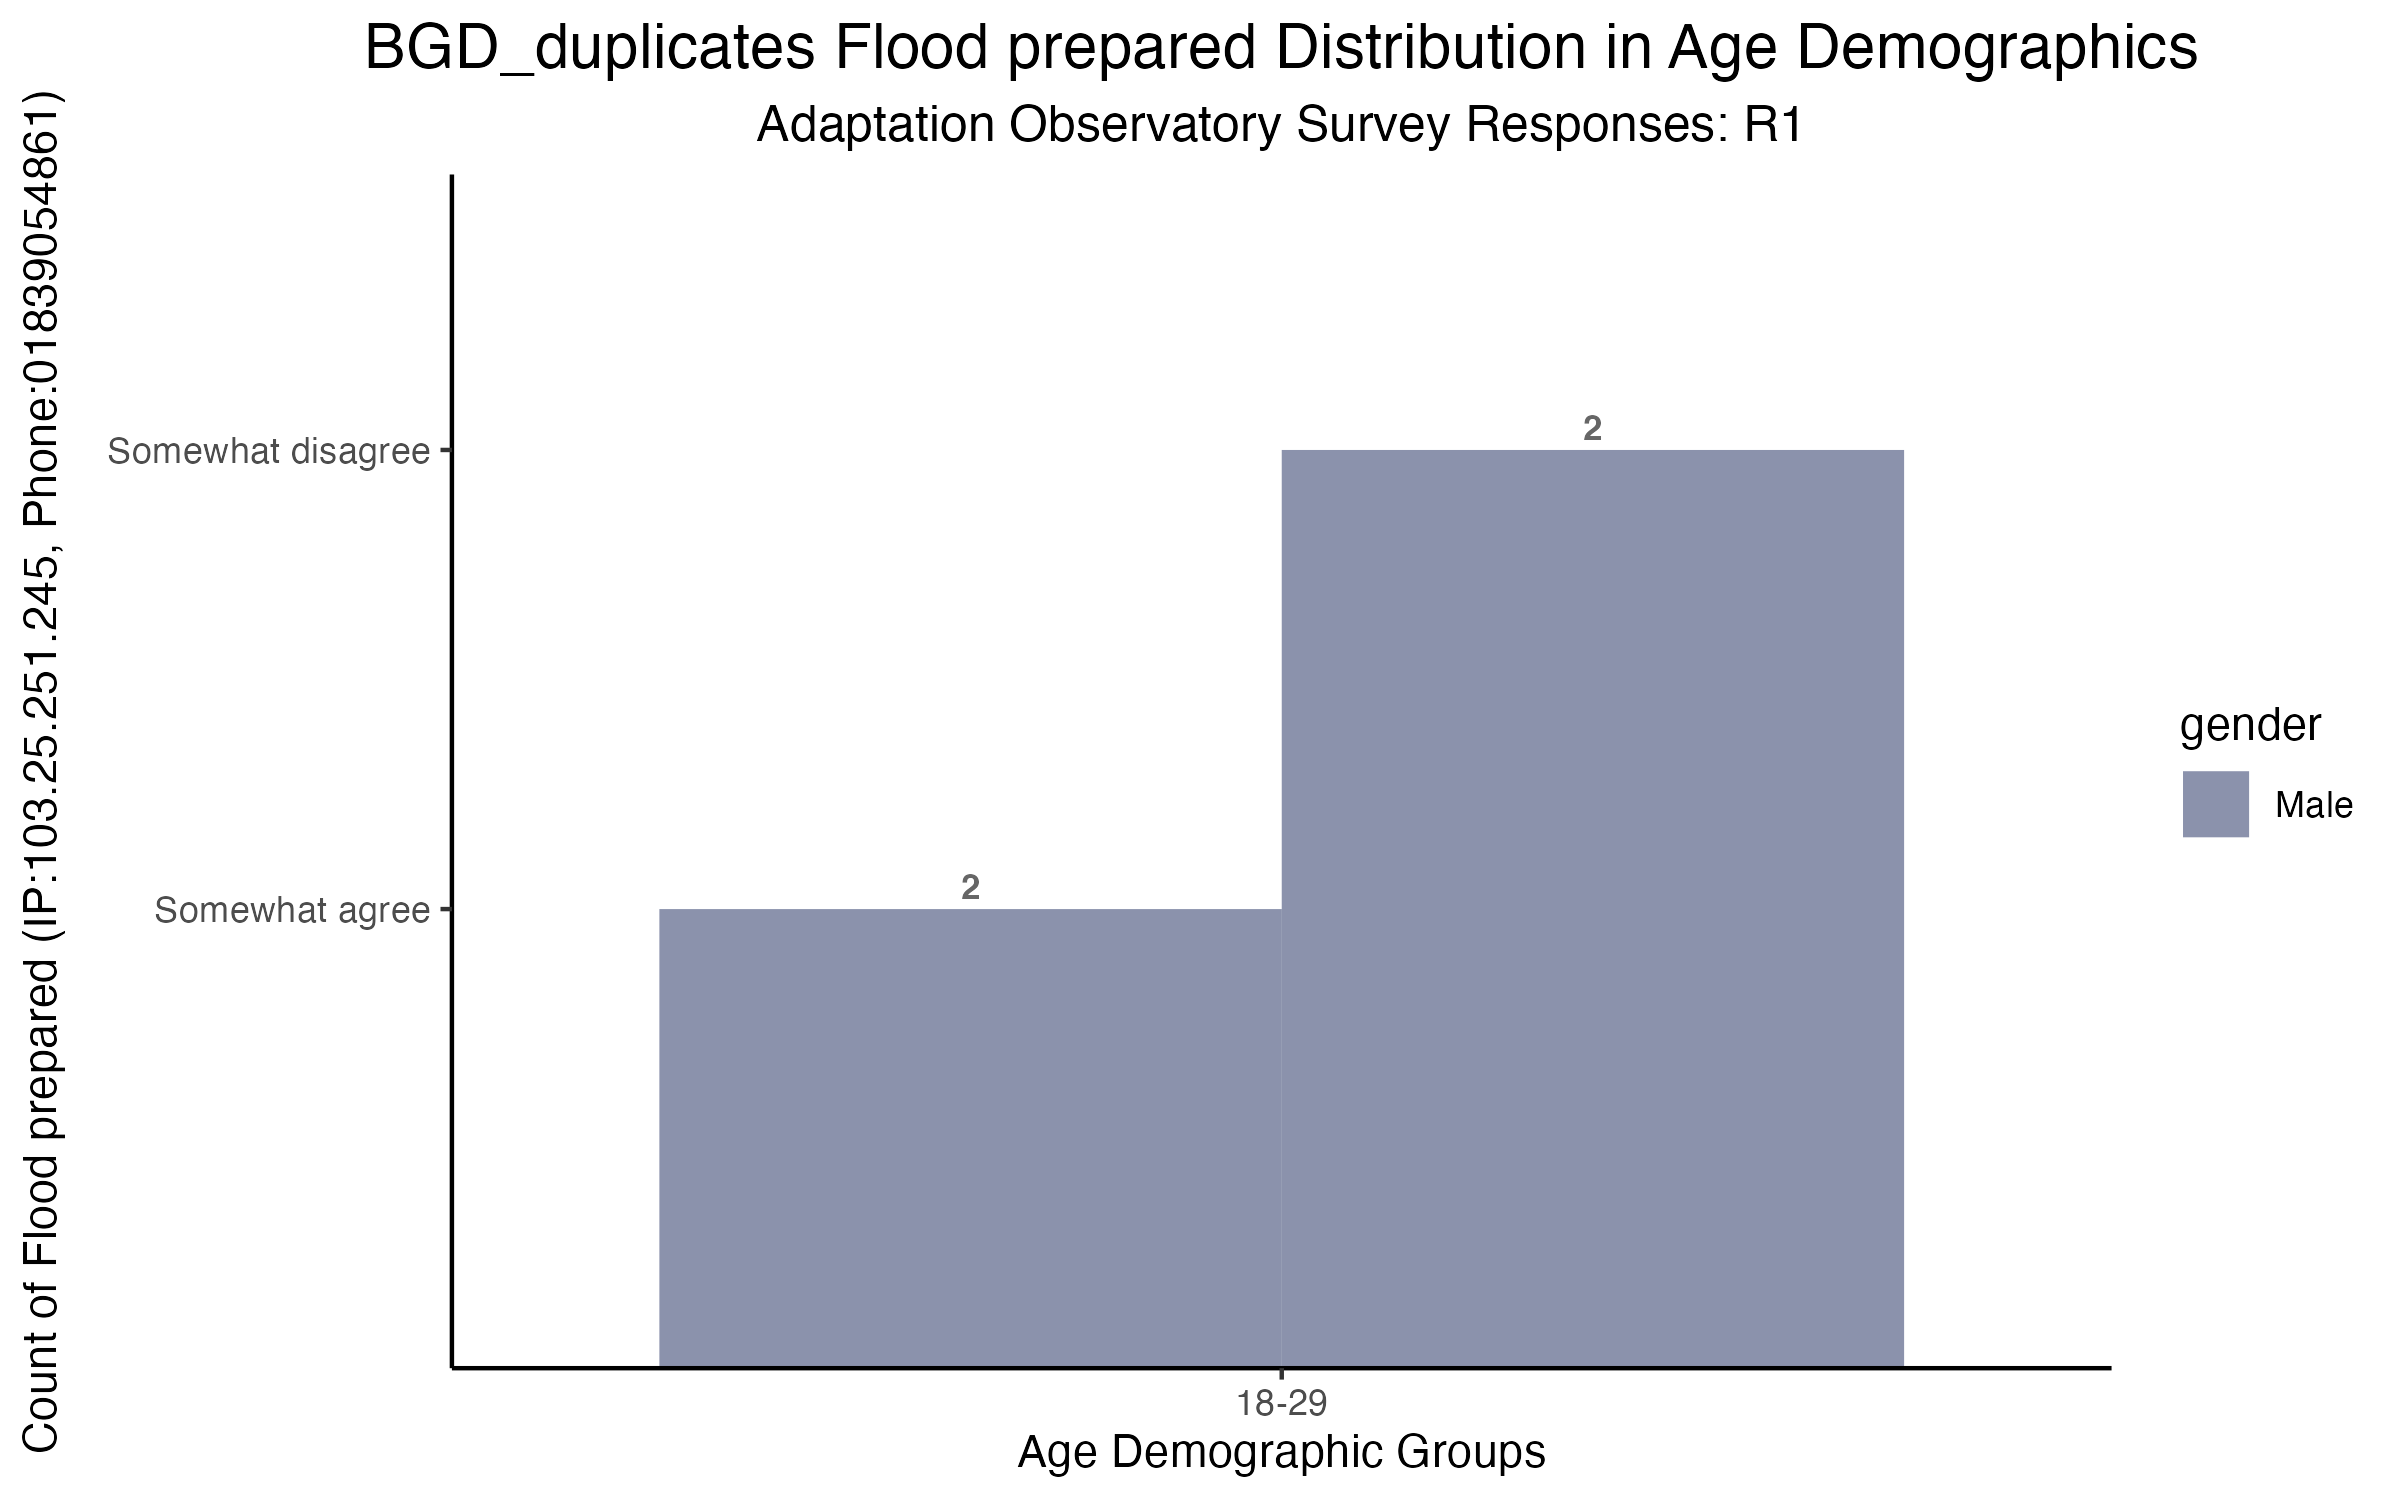 BGD_duplicates Flood prepared Distribution in Age Demographics
Adaptation Observatory Survey Responses: R1
Count of Flood prepared (IP:103.25.251.245, Phone:01839054861)
Somewhat disagree
Somewhat agree
2
2
18-29
Age Demographic Groups
gender
Male